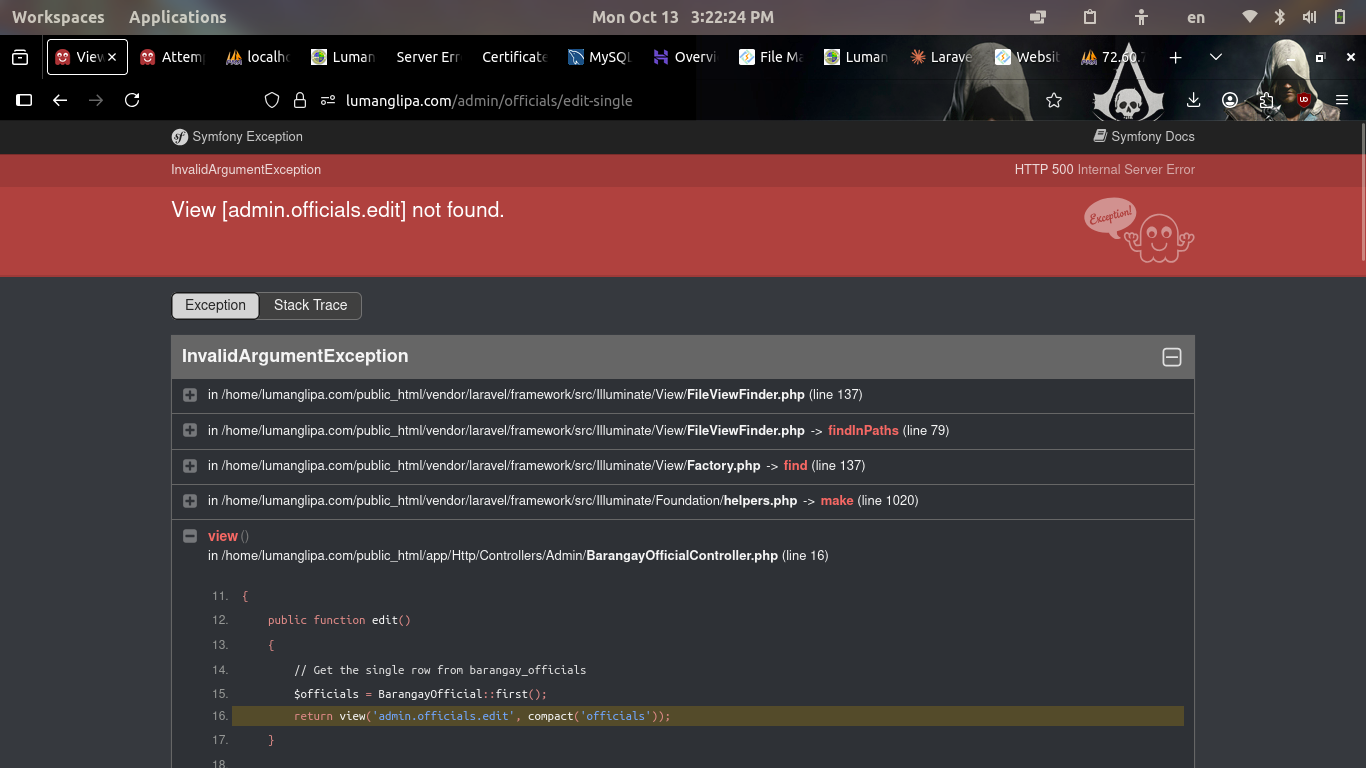 Workspaces Applications Mon Oct 13 3:22:24 PM en
View Attem localho Luman Server Err Certificate MySQL Overvi File Ma Luman Larave Websit 72.60.
lumanglipa.com/admin/officials/edit-single
Symfony Exception Symfony Docs
InvalidArgumentException HTTP 500 Internal Server Error
View [admin.officials.edit] not found.
Exception!
Exception Stack Trace
InvalidArgumentException
in /home/lumanglipa.com/public_html/vendor/laravel/framework/src/Illuminate/View/FileViewFinder.php (line 137)
in /home/lumanglipa.com/public_html/vendor/laravel/framework/src/Illuminate/View/FileViewFinder.php -> findInPaths (line 79)
in /home/lumanglipa.com/public_html/vendor/laravel/framework/src/Illuminate/View/Factory.php -> find (line 137)
in /home/lumanglipa.com/public_html/vendor/laravel/framework/src/Illuminate/Foundation/helpers.php -> make (line 1020)
view()
in /home/lumanglipa.com/public_html/app/Http/Controllers/Admin/BarangayOfficialController.php (line 16)
11. {
12. public function edit()
13. {
14. // Get the single row from barangay_officials
15. $officials = BarangayOfficial::first();
16. return view('admin.officials.edit', compact('officials'));
17. }
18.